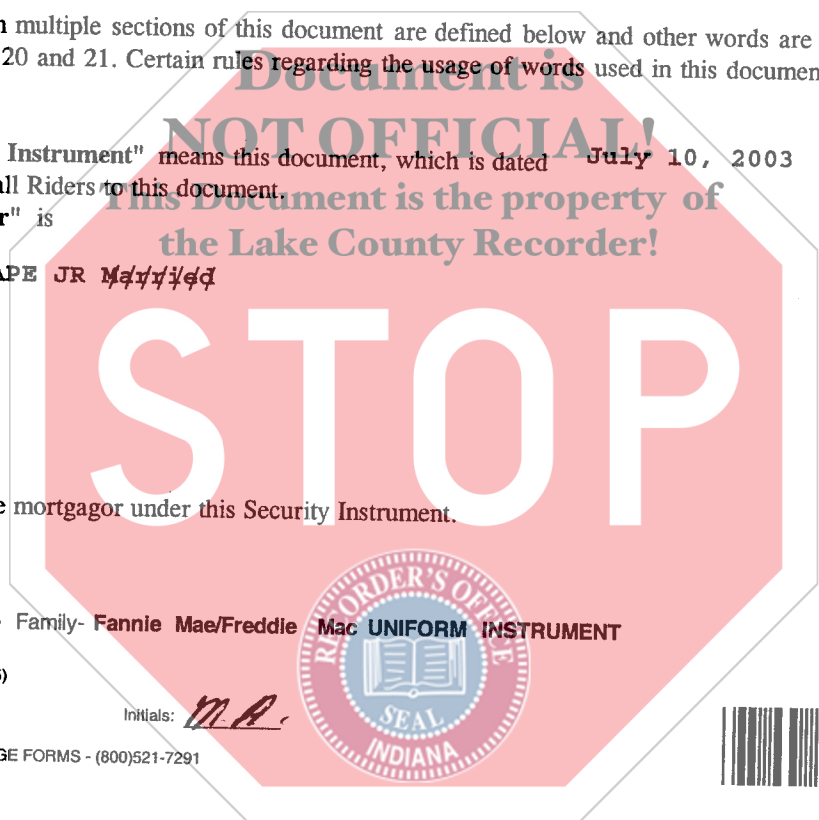 multiple sections of this document are defined below and other words are
20 and 21. Certain rules regarding the usage of words used in this documen
Document is
NOT OFFICIAL!
Instrument" means this document, which is dated July 10, 2003
all Riders to this document.
This Document is the property of
r" is
the Lake County Recorder!
APE JR Married
STOP
e mortgagor under this Security Instrument.
RECORDER'S OFFICE
Family- Fannie Mae/Freddie Mac UNIFORM INSTRUMENT
Initials: M.A.
SEAL
INDIANA
GE FORMS - (800)521-7291